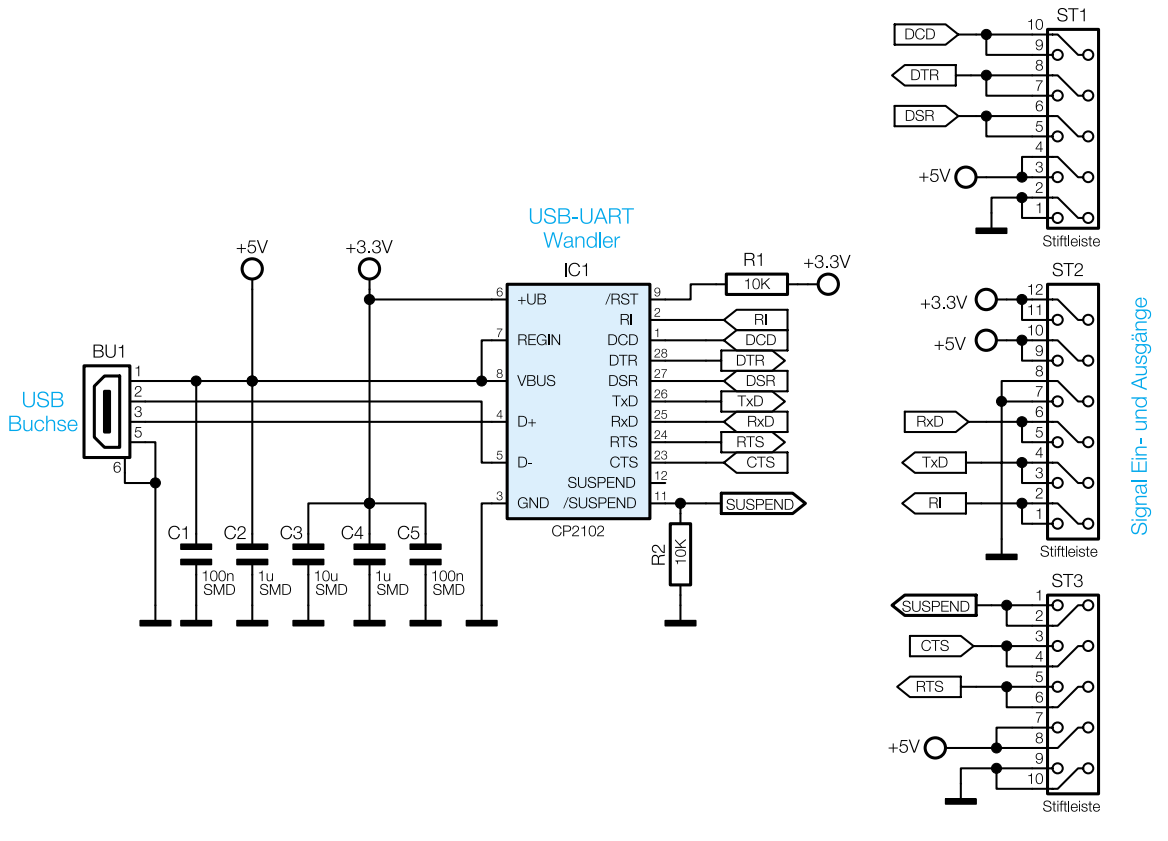 ST1
DCD
10
9
DTR
8
7
DSR
6
5
4
+5V
3
2
1
Stiftleiste
USB-UART
Wandler
IC1
+5V
+3.3V
R1
10K
+3.3V
6
+UB
/RST
9
RI
2
RI
7
REGIN
DCD
1
DCD
DTR
28
DTR
8
VBUS
DSR
27
DSR
TxD
26
TxD
4
D+
RxD
25
RxD
RTS
24
RTS
5
D-
CTS
23
CTS
SUSPEND
12
3
GND
/SUSPEND
11
SUSPEND
CP2102
BU1
USB
Buchse
1
2
3
5
6
C1
100n
SMD
C2
1u
SMD
C3
10u
SMD
C4
1u
SMD
C5
100n
SMD
R2
10K
ST2
+3.3V
12
11
+5V
10
9
8
7
RxD
6
5
TxD
4
3
RI
2
1
Stiftleiste
Signal Ein- und Ausgänge
ST3
SUSPEND
1
2
CTS
3
4
RTS
5
6
7
+5V
8
9
10
Stiftleiste